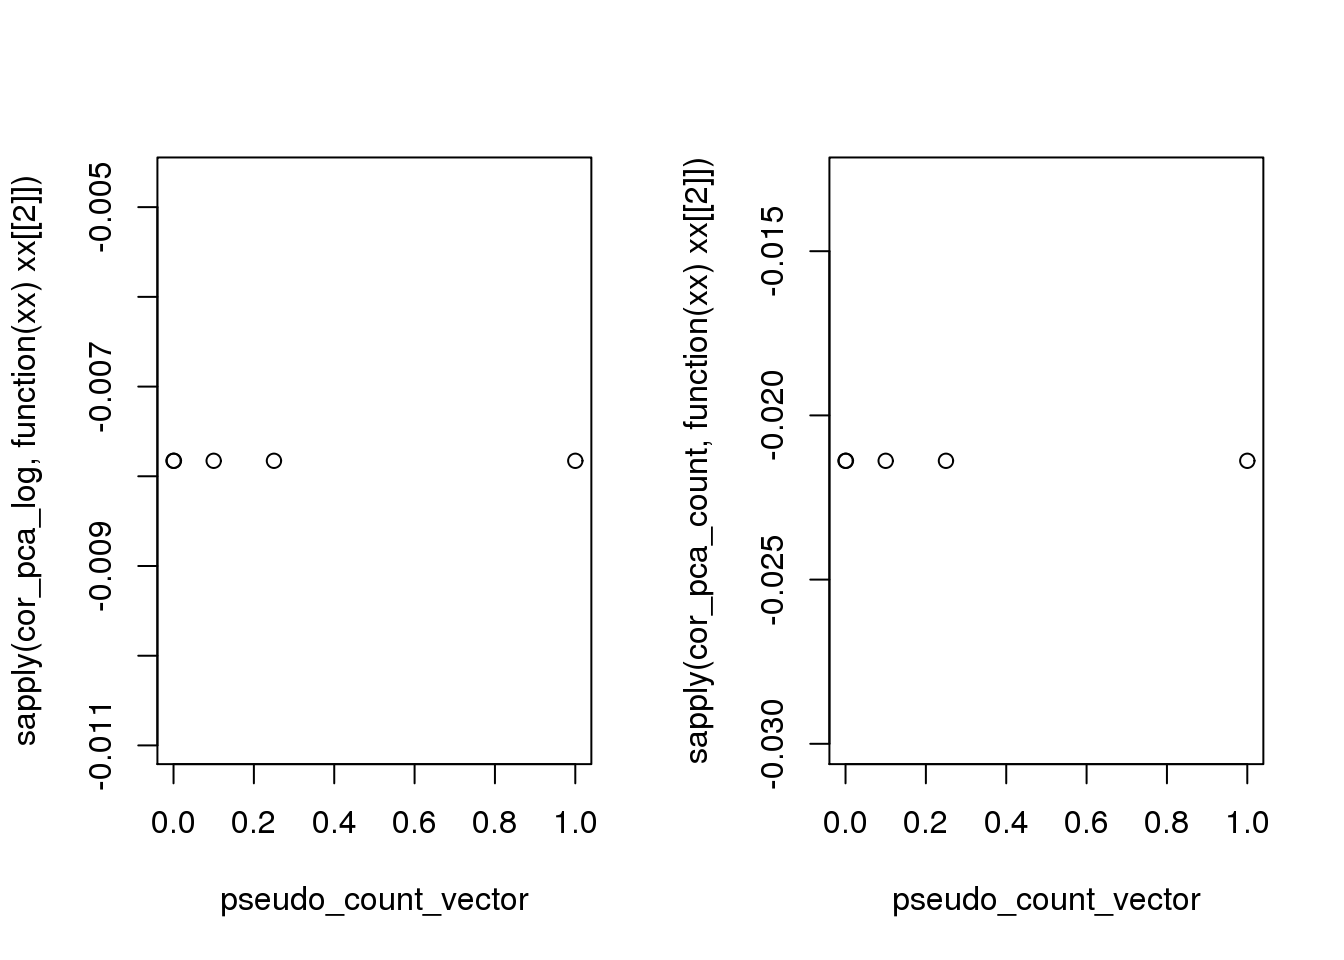 sapply(cor_pca_log, function(xx) xx[[2]])
-0.005
-0.007
-0.009
-0.011
0.0 0.2 0.4 0.6 0.8 1.0
pseudo_count_vector
sapply(cor_pca_count, function(xx) xx[[2]])
-0.015
-0.020
-0.025
-0.030
0.0 0.2 0.4 0.6 0.8 1.0
pseudo_count_vector